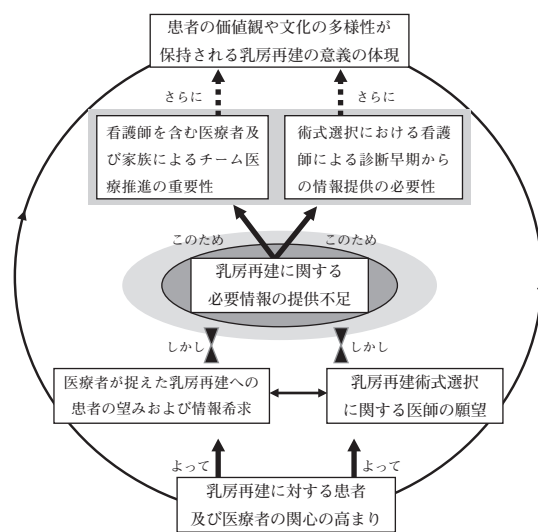 患者の価値観や文化の多様性が
保持される乳房再建の意義の体現
さらに
さらに
看護師を含む医療者及
び家族によるチーム医
療推進の重要性
術式選択における看護
師による診断早期から
の情報提供の必要性
このため
このため
乳房再建に関する
必要情報の提供不足
しかし
しかし
医療者が捉えた乳房再建への
患者の望みおよび情報希求
乳房再建術式選択
に関する医師の願望
よって
よって
乳房再建に対する患者
及び医療者の関心の高まり